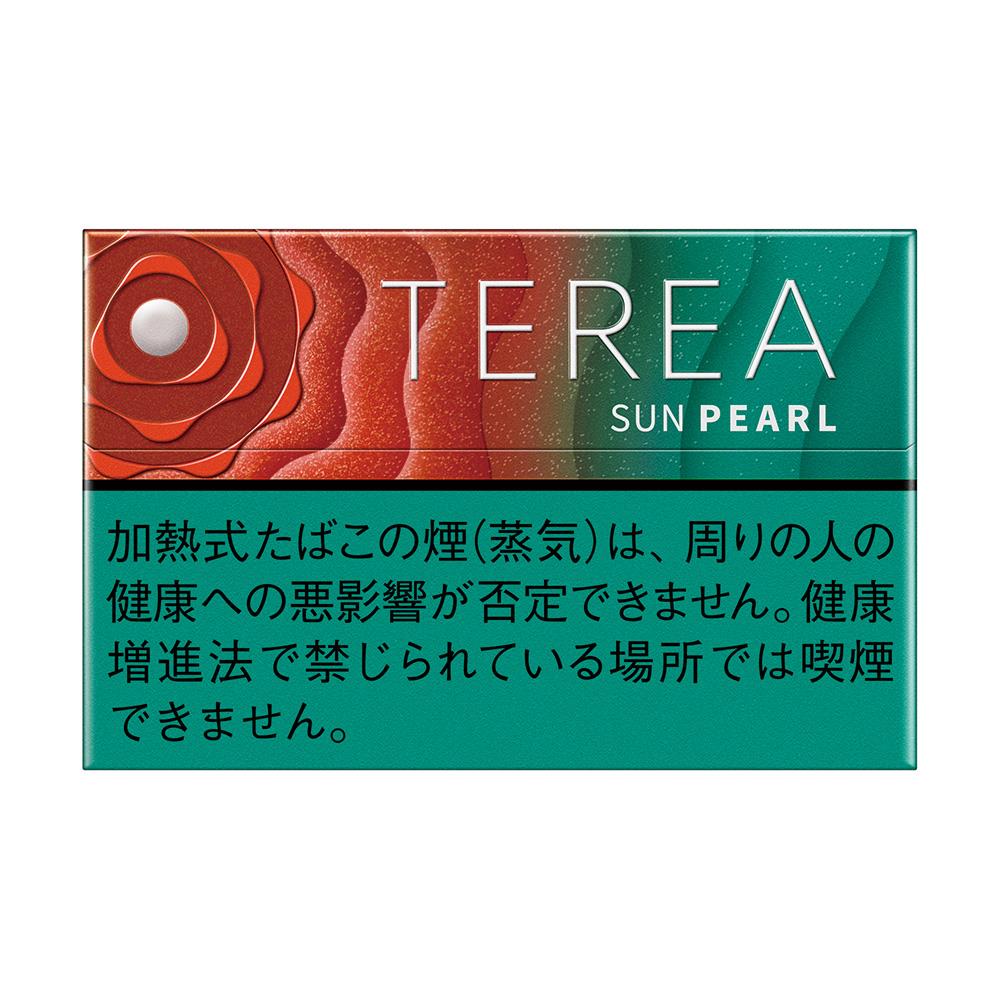 TEREA
SUN PEARL
加熱式たばこの煙(蒸気)は、周りの人の
健康への悪影響が否定できません。健康
増進法で禁じられている場所では喫煙
できません。